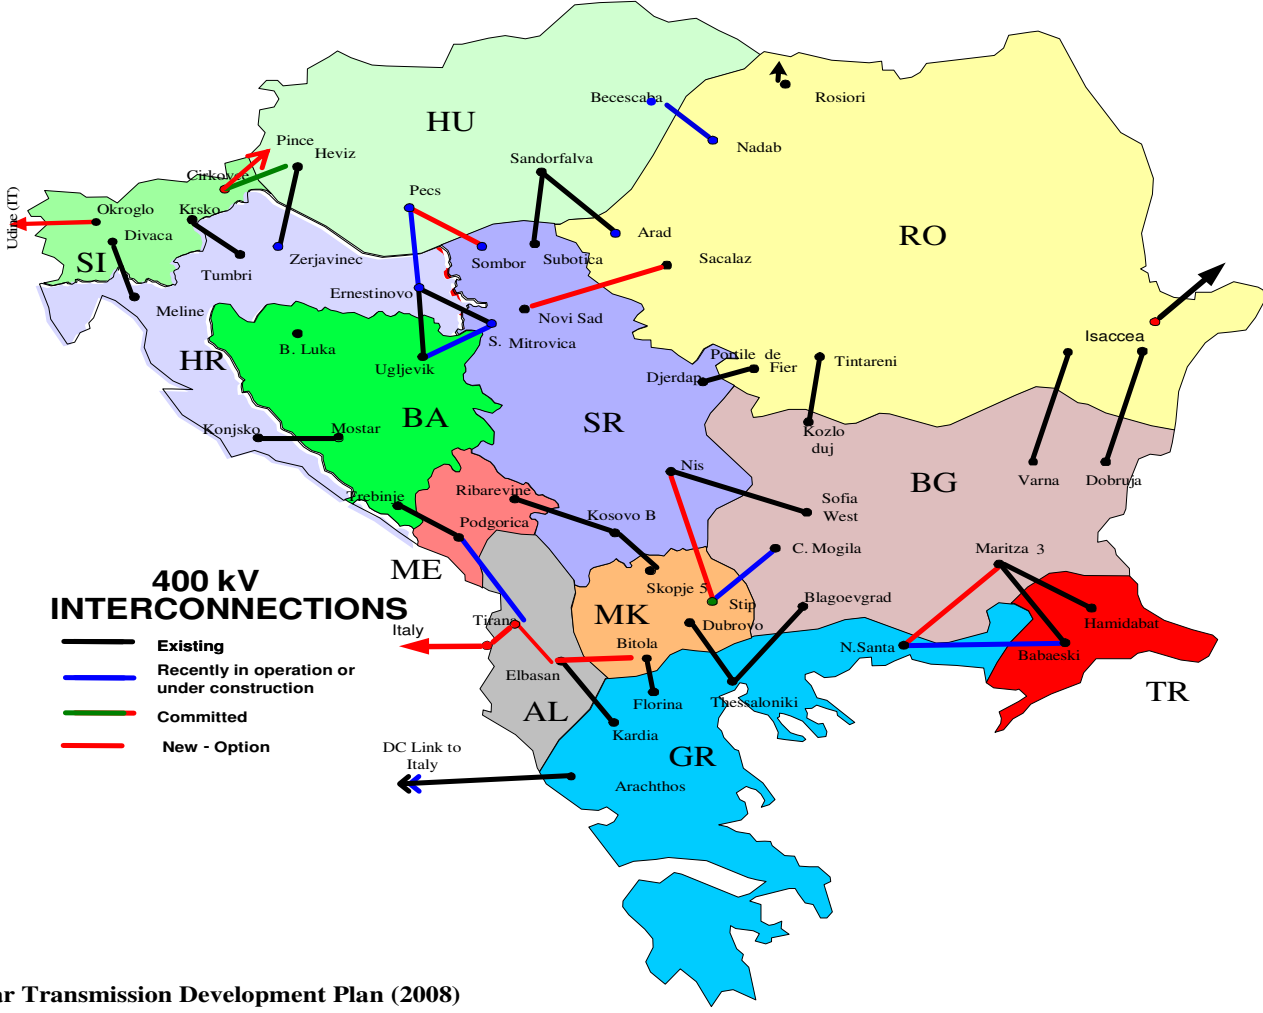 HU
RO
SI
HR
BA
SR
BG
ME
MK
AL
GR
TR
Becescaba
Rosiori
Nadab
Pince
Heviz
Sandorfalva
Cirkovce
Pecs
Udine (IT)
Okroglo
Krsko
Divaca
Arad
Sacalaz
Tumbri
Zerjavinec
Sombor
Subotica
Meline
Ernestinovo
Novi Sad
S. Mitrovica
B. Luka
Ugljevik
Isaccea
Portile de
Fier
Tintareni
Djerdap
Konjsko
Mostar
Kozlo
duj
Nis
Varna
Dobruja
Trebinje
Ribarevine
Sofia
West
Podgorica
Kosovo B
C. Mogila
Maritza 3
Skopje 5
Stip
Blagoevgrad
Dubrovo
Hamidabat
Italy
Tirana
Bitola
N.Santa
Babaeski
Elbasan
Florina
Thessaloniki
Kardia
DC Link to
Italy
Arachthos
400 kV
INTERCONNECTIONS
Existing
Recently in operation or
under construction
Committed
New - Option
Transmission Development Plan (2008)